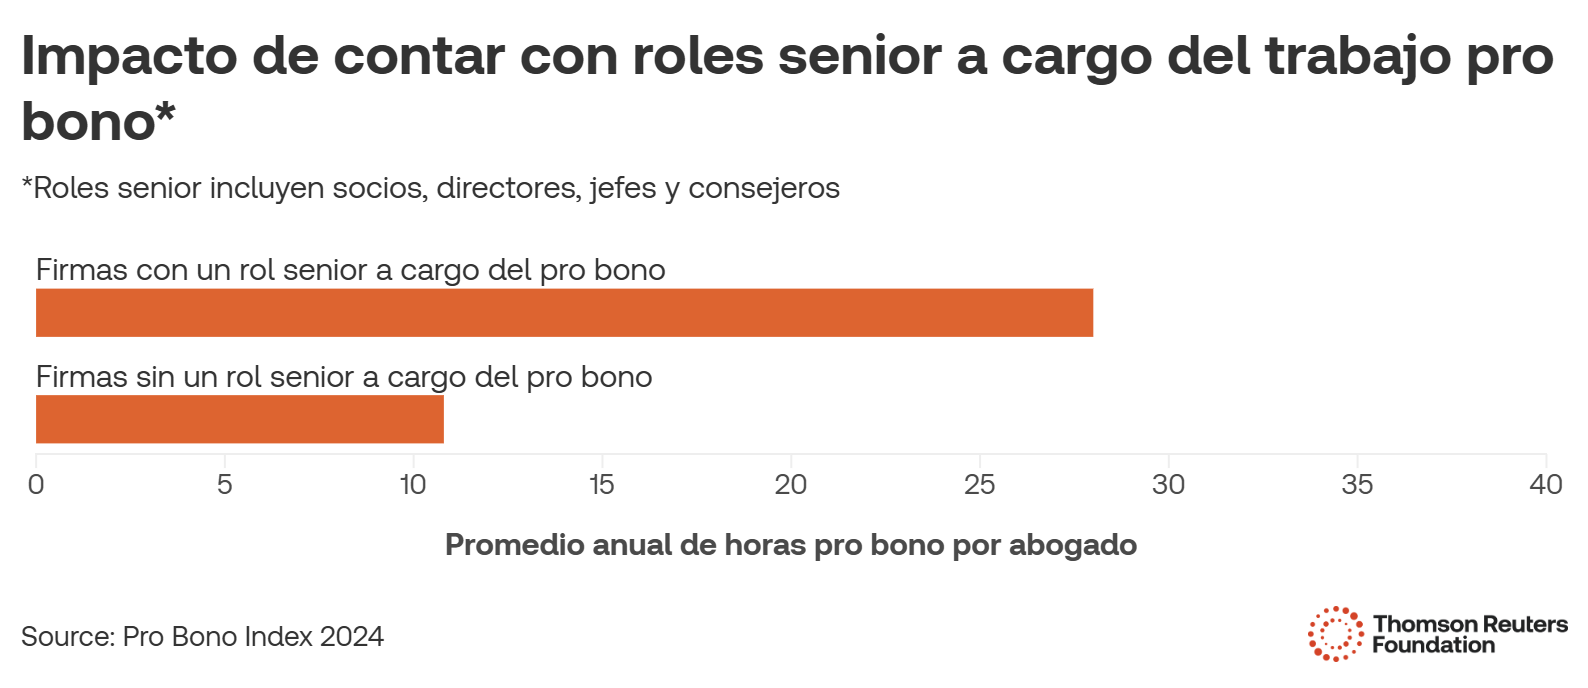 Impacto de contar con roles senior a cargo del trabajo pro
bono*
*Roles senior incluyen socios, directores, jefes y consejeros
Firmas con un rol senior a cargo del pro bono
Firmas sin un rol senior a cargo del pro bono
0 5 10 15 20 25 30 35 40
Promedio anual de horas pro bono por abogado
Source: Pro Bono Index 2024
Thomson Reuters
Foundation